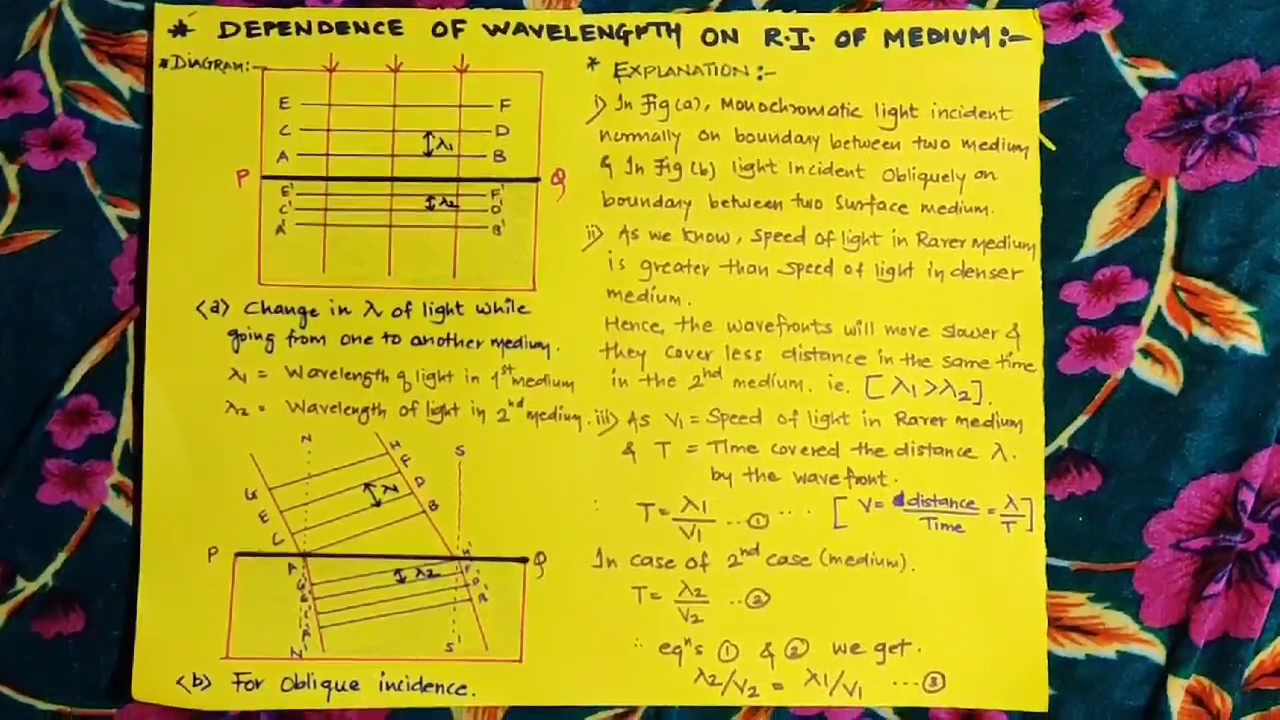 * DEPENDENCE OF WAVELENGPTH ON R.I. OF MEDIUM :-
* DIAGRAM:-
E F
C D
λ1
A B
P Q
E' F'
C' λ2 D'
A' B'
(a) Change in λ of light while
going from one to another medium.
λ1 = Wavelength of light in 1st medium
λ2 = Wavelength of light in 2nd medium.
N H S
F
G D
λ1
E B
C
P A H' Q
λ2 F'
G' D'
B'
N' S'
(b) For Oblique incidence.
* EXPLANATION :-
i) In Fig (a), Monochromatic light incident
normally on boundary between two medium
& In Fig (b) light Incident Obliquely on
boundary between two Surface medium.
ii) As we know, Speed of light in Rarer medium
is greater than speed of light in denser
medium.
Hence, the wavefronts will move slower &
they cover less distance in the same time
in the 2nd medium. ie. [λ1 > λ2].
iii) As V1 = Speed of light in Rarer medium
& T = Time covered the distance λ.
by the wavefront.
∴ T = λ1/V1 ...① .... [V = distance/Time = λ/T]
In case of 2nd case (medium).
T = λ2/V2 ...②
∴ eqn's ① & ② we get.
λ2/V2 = λ1/V1 ....③